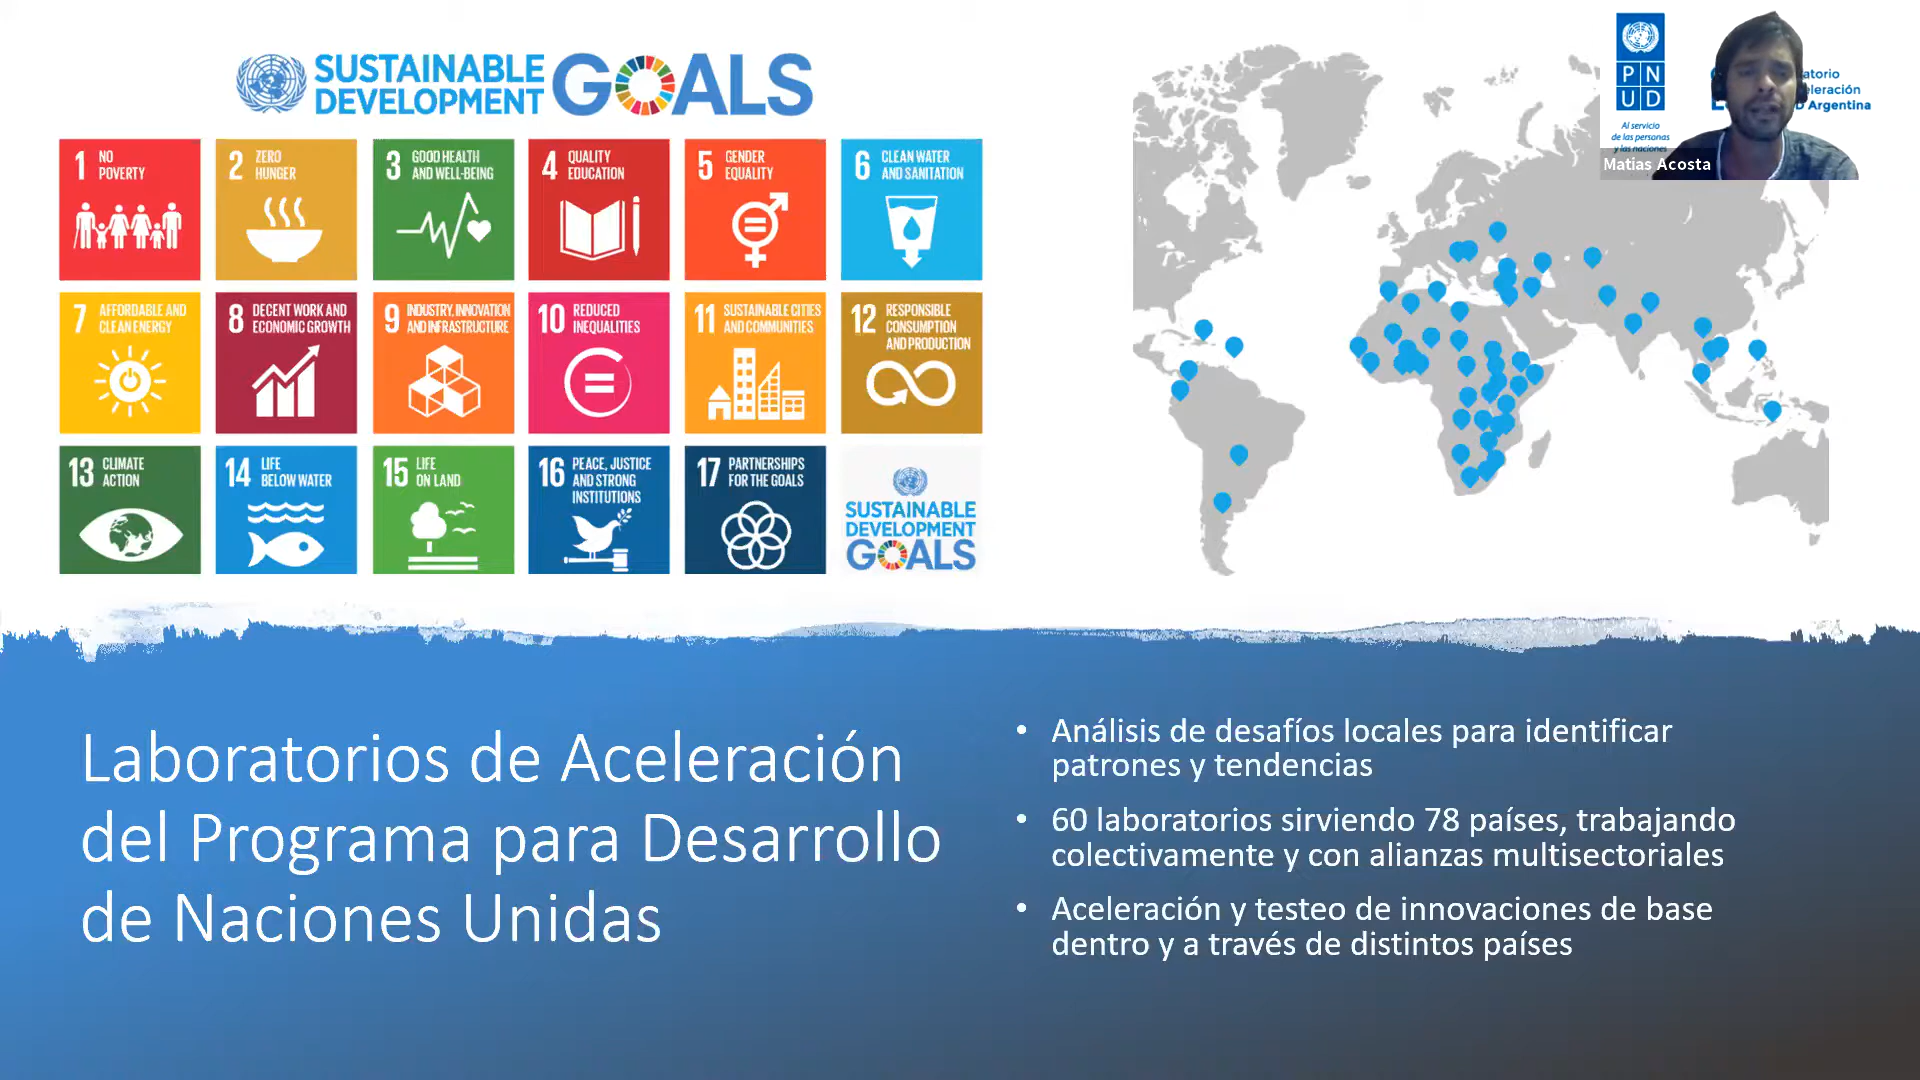 SUSTAINABLE
DEVELOPMENT
GOALS
1 NO
POVERTY
2 ZERO
HUNGER
3 GOOD HEALTH
AND WELL-BEING
4 QUALITY
EDUCATION
5 GENDER
EQUALITY
6 CLEAN WATER
AND SANITATION
7 AFFORDABLE AND
CLEAN ENERGY
8 DECENT WORK AND
ECONOMIC GROWTH
9 INDUSTRY, INNOVATION
AND INFRASTRUCTURE
10 REDUCED
INEQUALITIES
11 SUSTAINABLE CITIES
AND COMMUNITIES
12 RESPONSIBLE
CONSUMPTION
AND PRODUCTION
13 CLIMATE
ACTION
14 LIFE
BELOW WATER
15 LIFE
ON LAND
16 PEACE, JUSTICE
AND STRONG
INSTITUTIONS
17 PARTNERSHIPS
FOR THE GOALS
SUSTAINABLE
DEVELOPMENT
GOALS
P N
U D
Al servicio
de las personas
y las naciones
Argentina
Matias Acosta
Laboratorios de Aceleración
del Programa para Desarrollo
de Naciones Unidas
• Análisis de desafíos locales para identificar
patrones y tendencias
• 60 laboratorios sirviendo 78 países, trabajando
colectivamente y con alianzas multisectoriales
• Aceleración y testeo de innovaciones de base
dentro y a través de distintos países